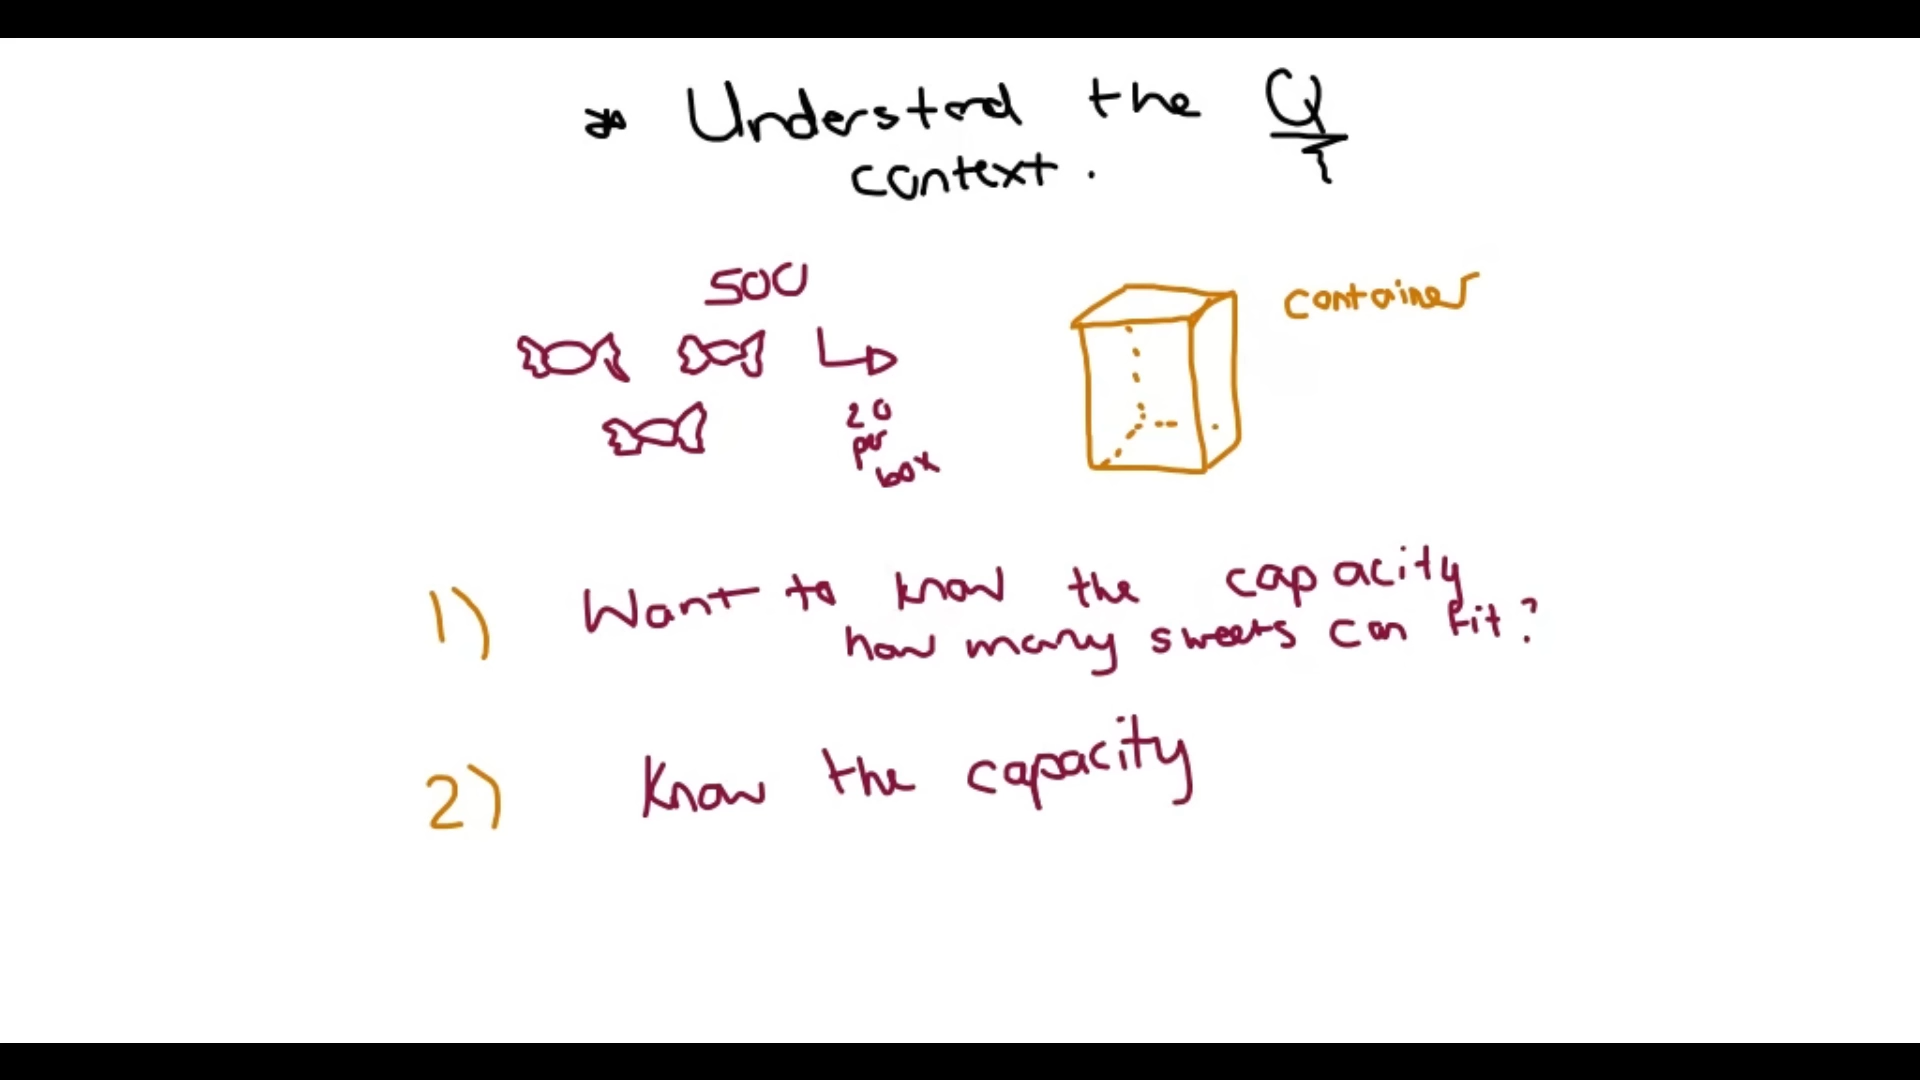 * Understand the Q
context.
500
container
20
per
box
1) Want to know the capacity
how many sweets can fit?
2) Know the capacity